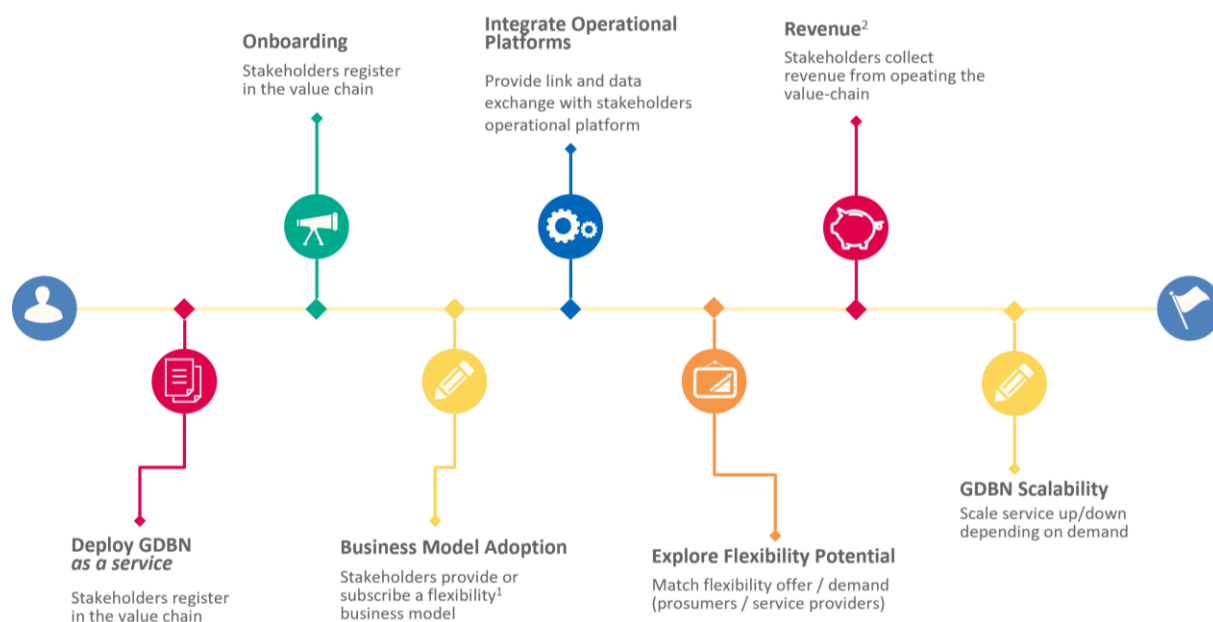 Onboarding
Stakeholders register
in the value chain
Integrate Operational
Platforms
Provide link and data
exchange with stakeholders
operational platform
Revenue²
Stakeholders collect
revenue from opeating the
value-chain
Deploy GDBN
as a service
Stakeholders register
in the value chain
Business Model Adoption
Stakeholders provide or
subscribe a flexibility¹
business model
Explore Flexibility Potential
Match flexibility offer / demand
(prosumers / service providers)
GDBN Scalability
Scale service up/down
depending on demand